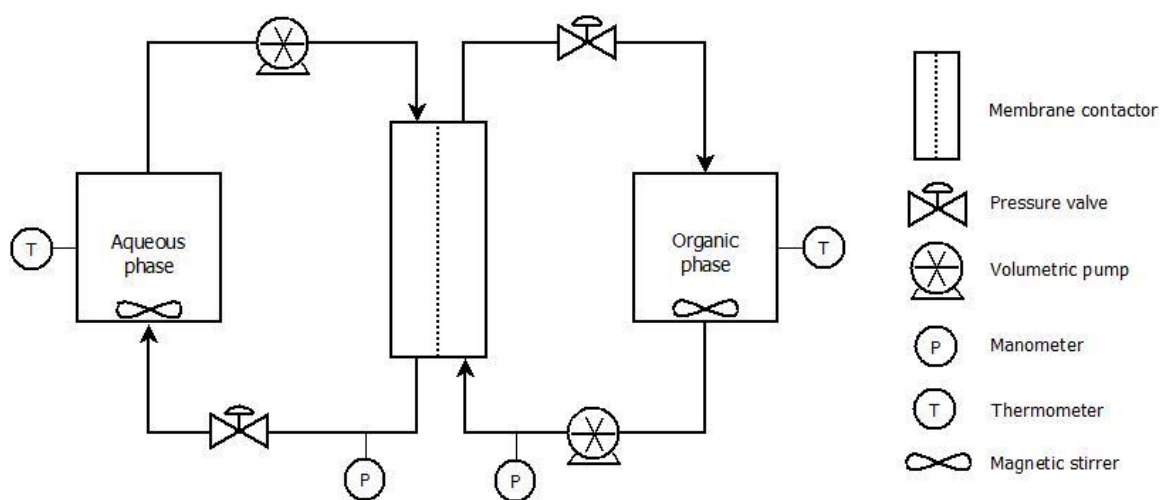 Aqueous
phase
T
P
P
Organic
phase
T
Membrane contactor
Pressure valve
Volumetric pump
P
Manometer
T
Thermometer
Magnetic stirrer